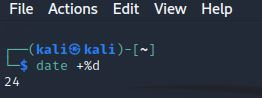 File Actions Edit View Help
┌──(kali㉿kali)-[~]
└─$ date +%d
24